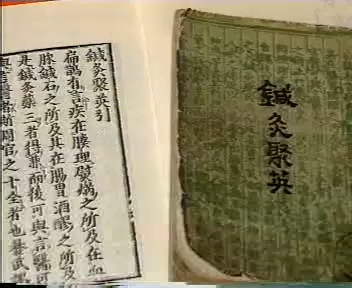 鍼灸聚英
鍼灸聚英引
扁鵲有言疾在腠理熨焫之所及在血
脉鍼石之所及其在腸胃酒醪之所及
是鍼灸藥三者得兼而後可與言醫可
與言醫者斯周官之十全者也曩武